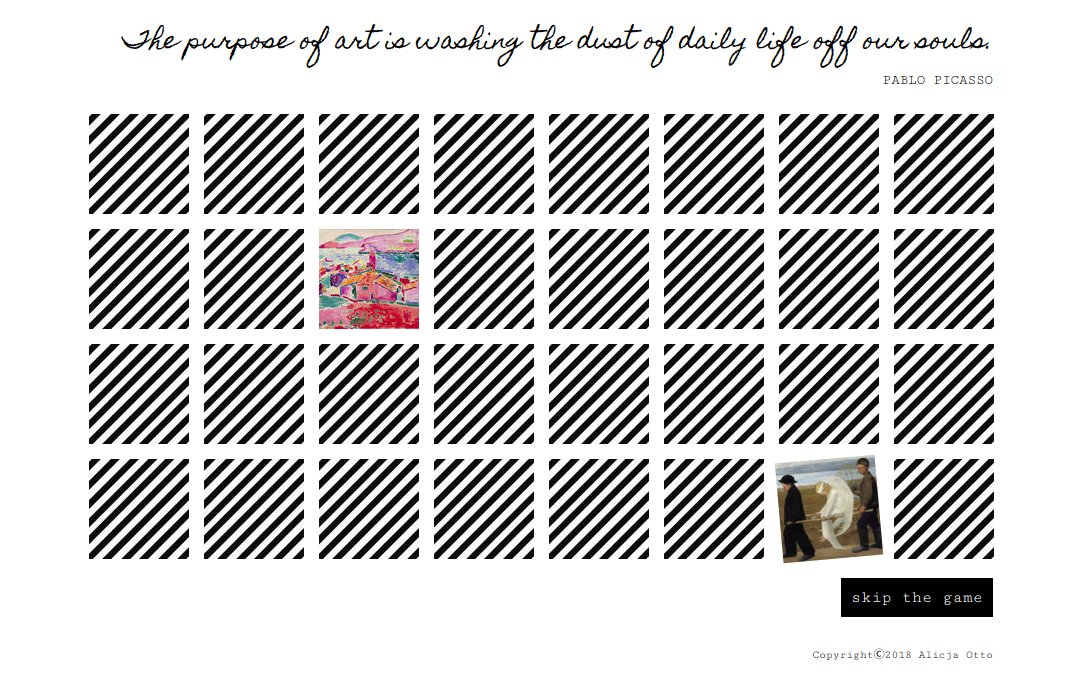 The purpose of art is washing the dust of daily life off our souls.
PABLO PICASSO
skip the game
Copyright©2018 Alicja Otto